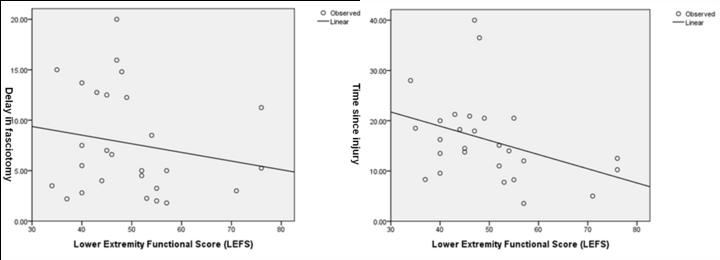 Observed
Linear
20.00
15.00
10.00
5.00
0.00
Delay in fasciotomy
30 40 50 60 70 80
Lower Extremity Functional Score (LEFS)
Observed
Linear
40.00
30.00
20.00
10.00
0.00
Time since injury
30 40 50 60 70 80
Lower Extremity Functional Score (LEFS)